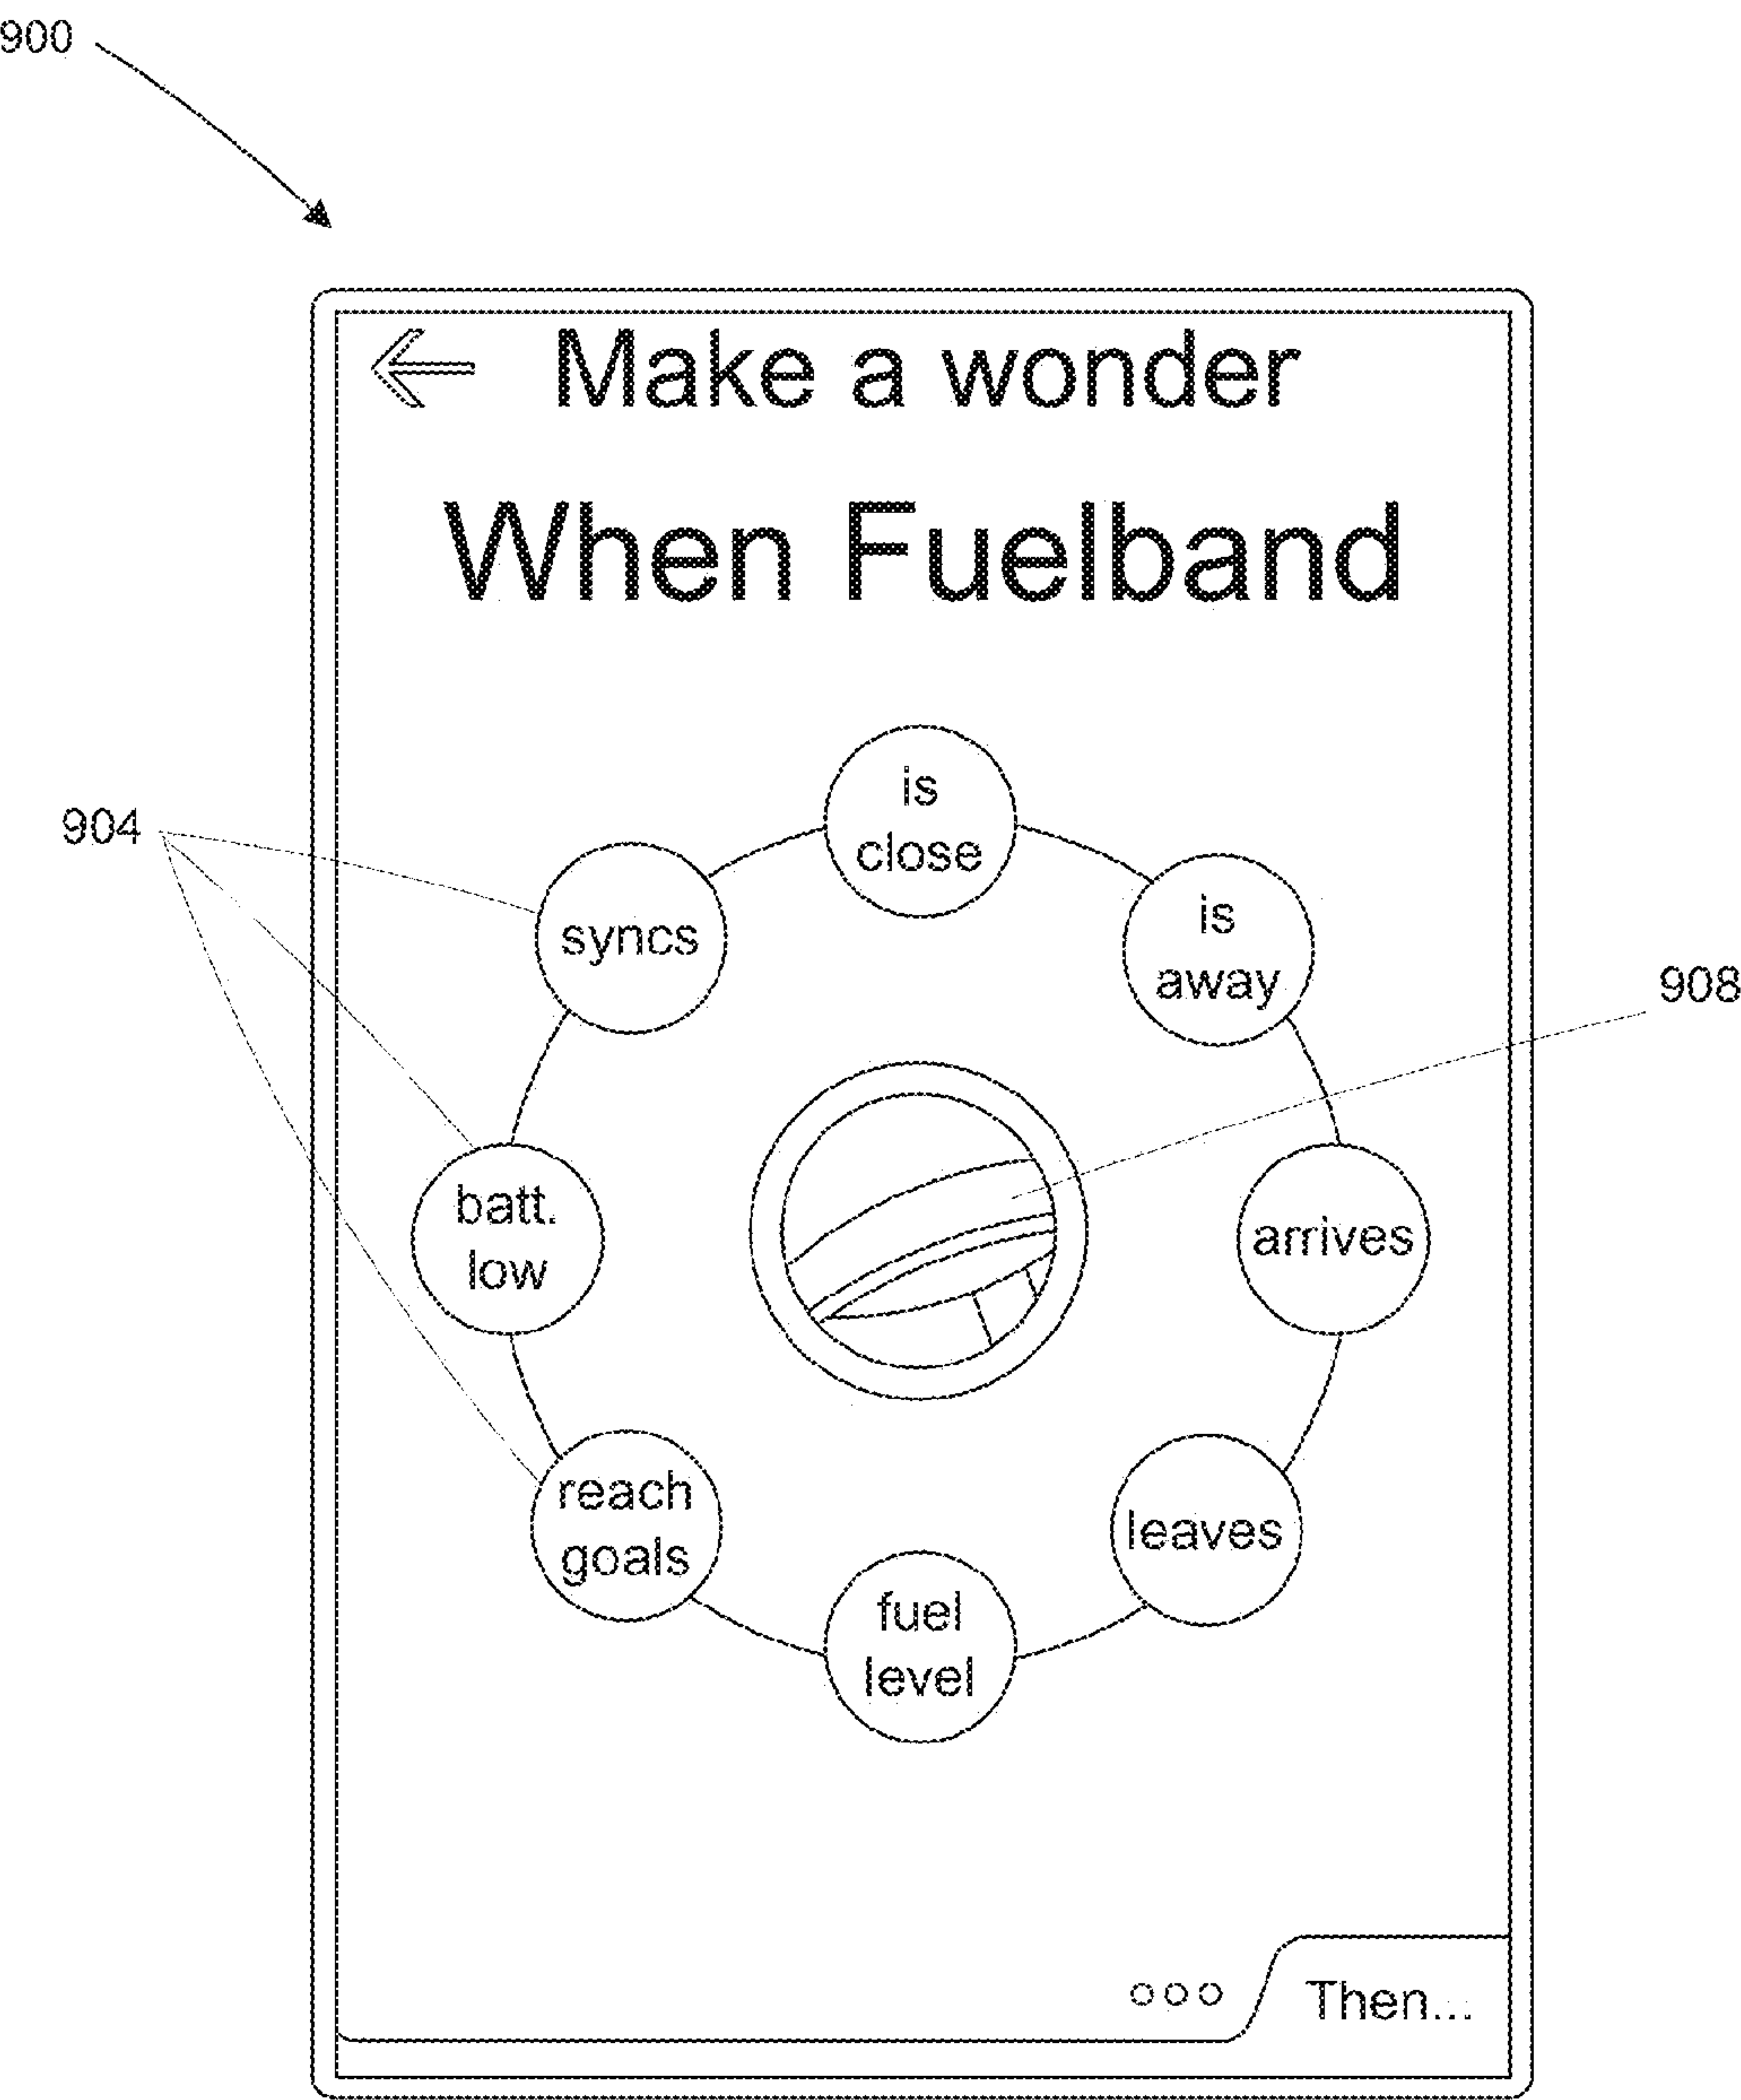 900
Make a wonder
When Fuelband
is
close
904
syncs
is
away
908
batt.
low
arrives
reach
goals
leaves
fuel
level
Then...